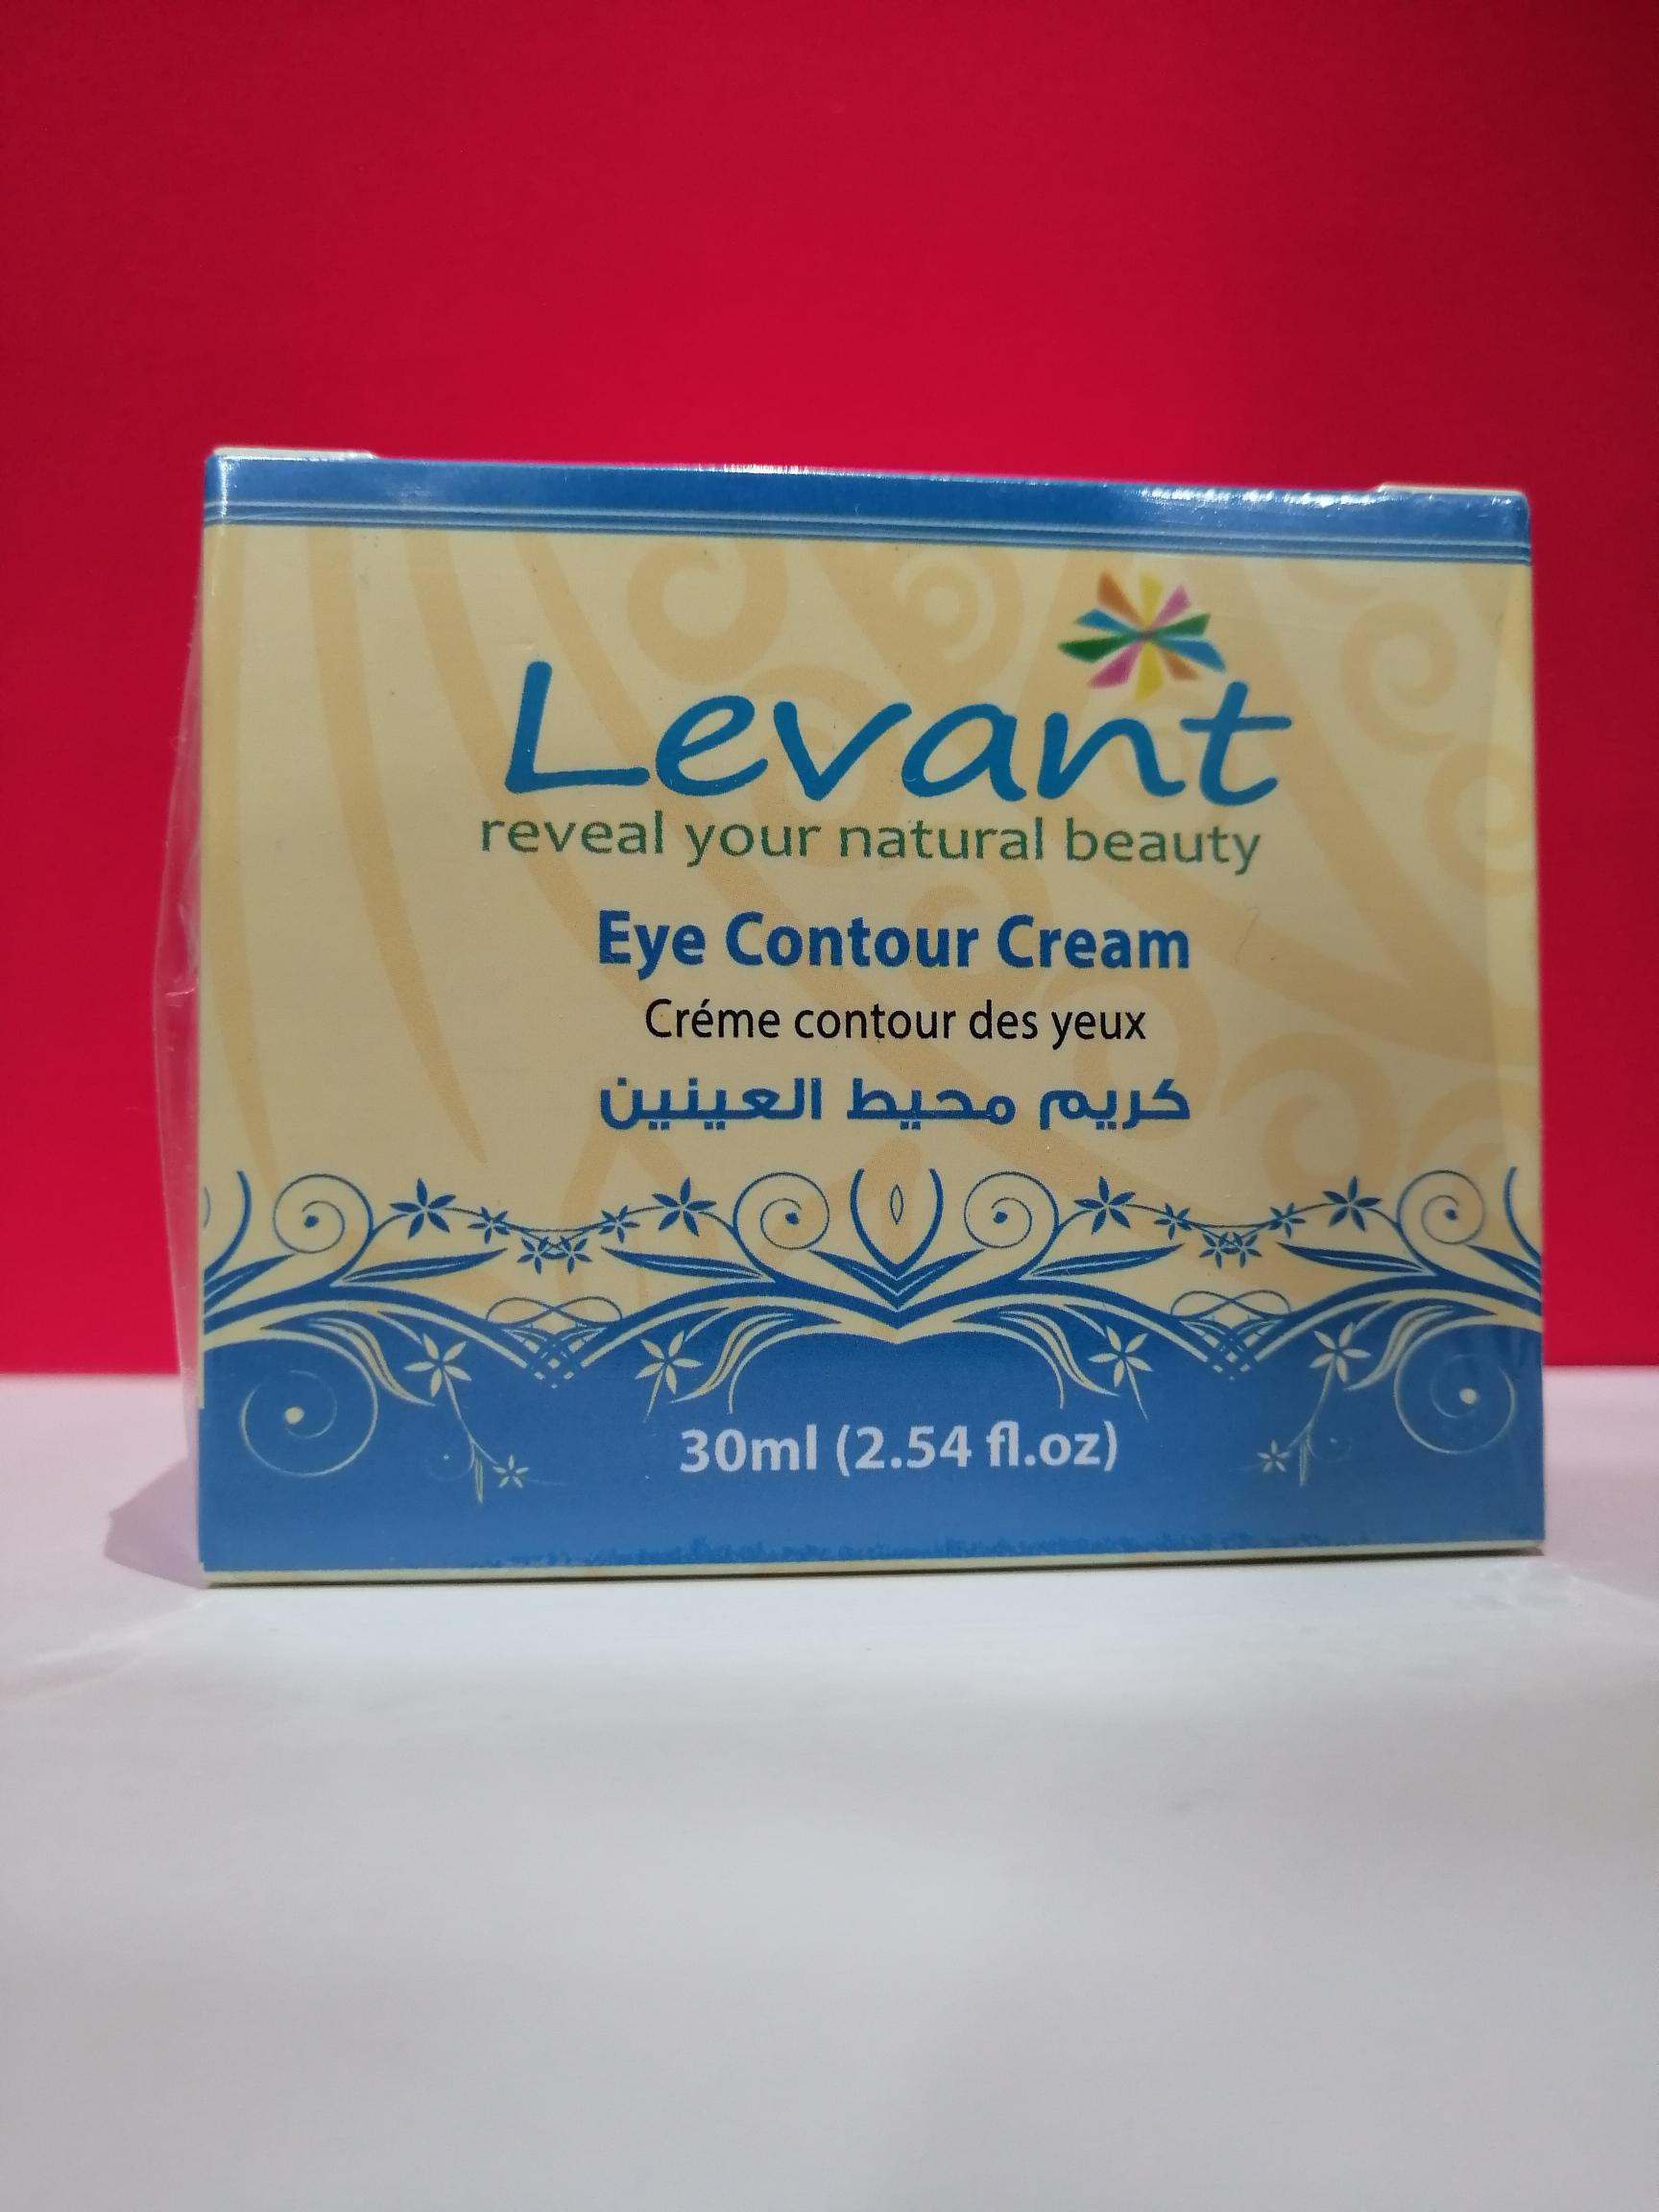 Levant
reveal your natural beauty
Eye Contour Cream
Créme contour des yeux
كريم محيط العينين
30ml (2.54 fl.oz)